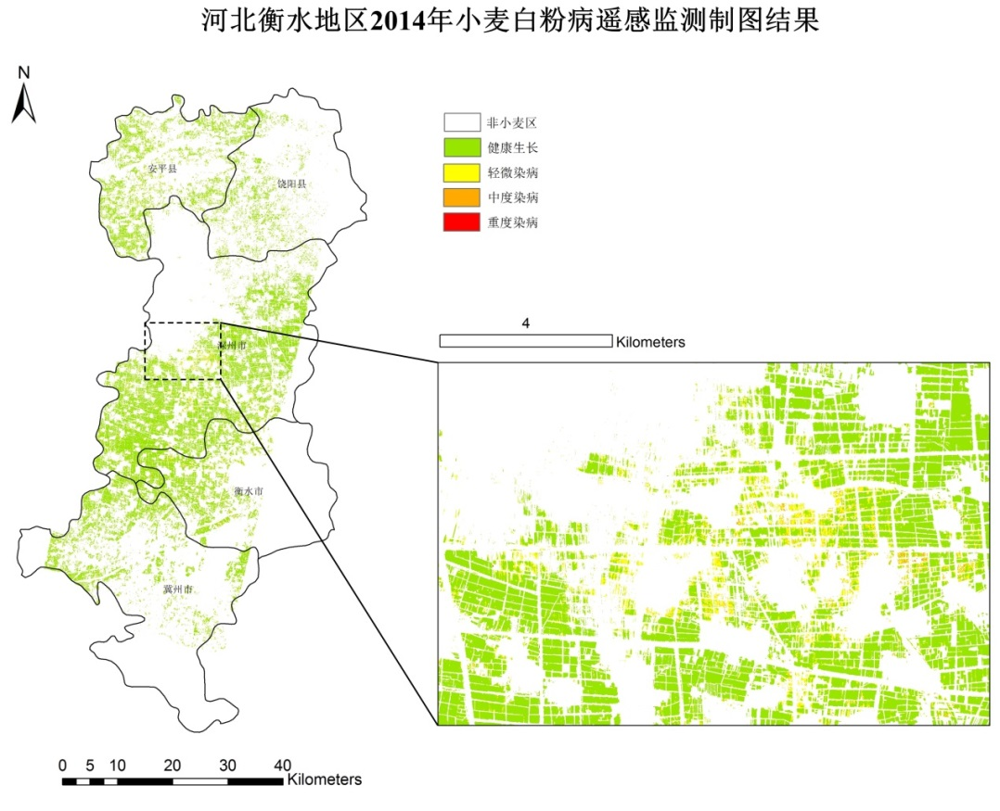 河北衡水地区2014年小麦白粉病遥感监测制图结果
N
非小麦区
健康生长
轻微染病
中度染病
重度染病
安平县
饶阳县
4
Kilometers
深州市
衡水市
冀州市
0 5 10 20 30 40
Kilometers